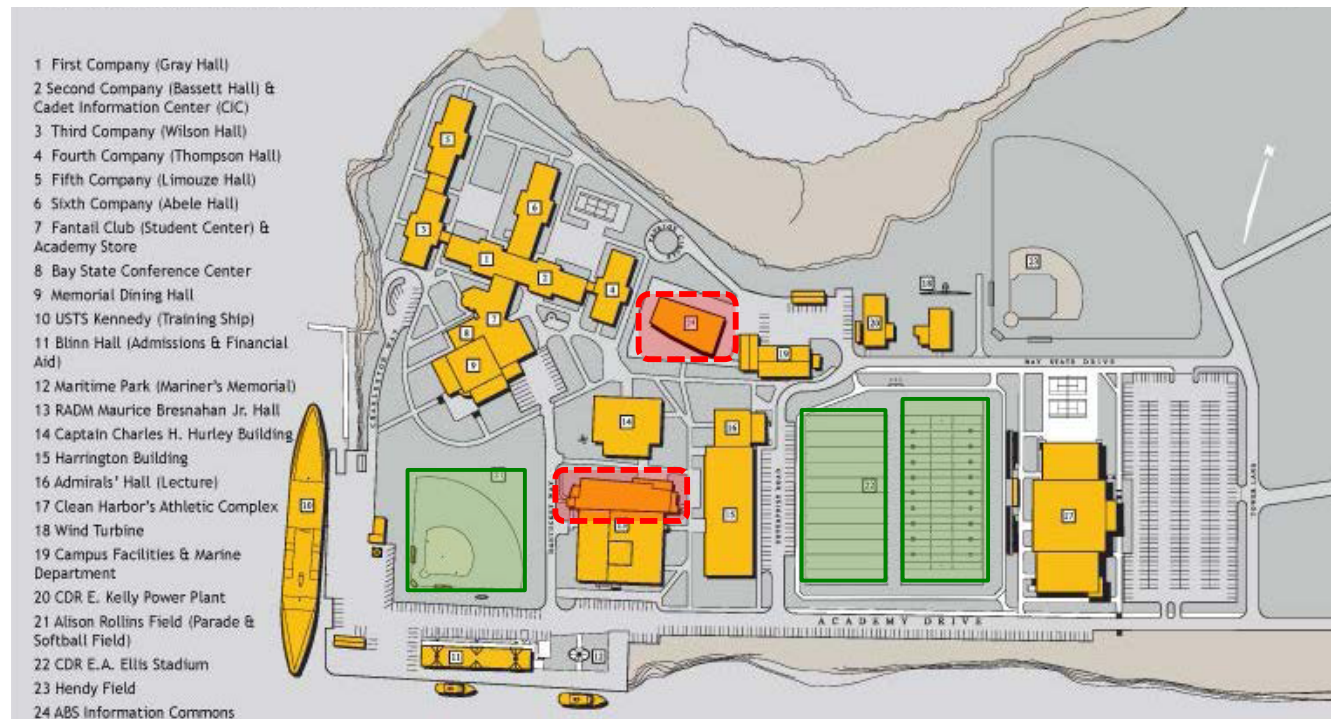 1 First Company (Gray Hall)
2 Second Company (Bassett Hall) &
Cadet Information Center (CIC)
3 Third Company (Wilson Hall)
4 Fourth Company (Thompson Hall)
5 Fifth Company (Limouze Hall)
6 Sixth Company (Abele Hall)
7 Fantail Club (Student Center) &
Academy Store
8 Bay State Conference Center
9 Memorial Dining Hall
10 USTS Kennedy (Training Ship)
11 Blinn Hall (Admissions & Financial
Aid)
12 Maritime Park (Mariner's Memorial)
13 RADM Maurice Bresnahan Jr. Hall
14 Captain Charles H. Hurley Building
15 Harrington Building
16 Admirals' Hall (Lecture)
17 Clean Harbor's Athletic Complex
18 Wind Turbine
19 Campus Facilities & Marine
Department
20 CDR E. Kelly Power Plant
21 Alison Rollins Field (Parade &
Softball Field)
22 CDR E.A. Ellis Stadium
23 Hendy Field
24 ABS Information Commons
N
5
6
3
1
2
4
7
8
9
24
18
20
19
23
BAY STATE DRIVE
14
16
21
22
10
15
17
ENTERPRISE ROAD
TOWER LANE
ACADEMY DRIVE
11
12